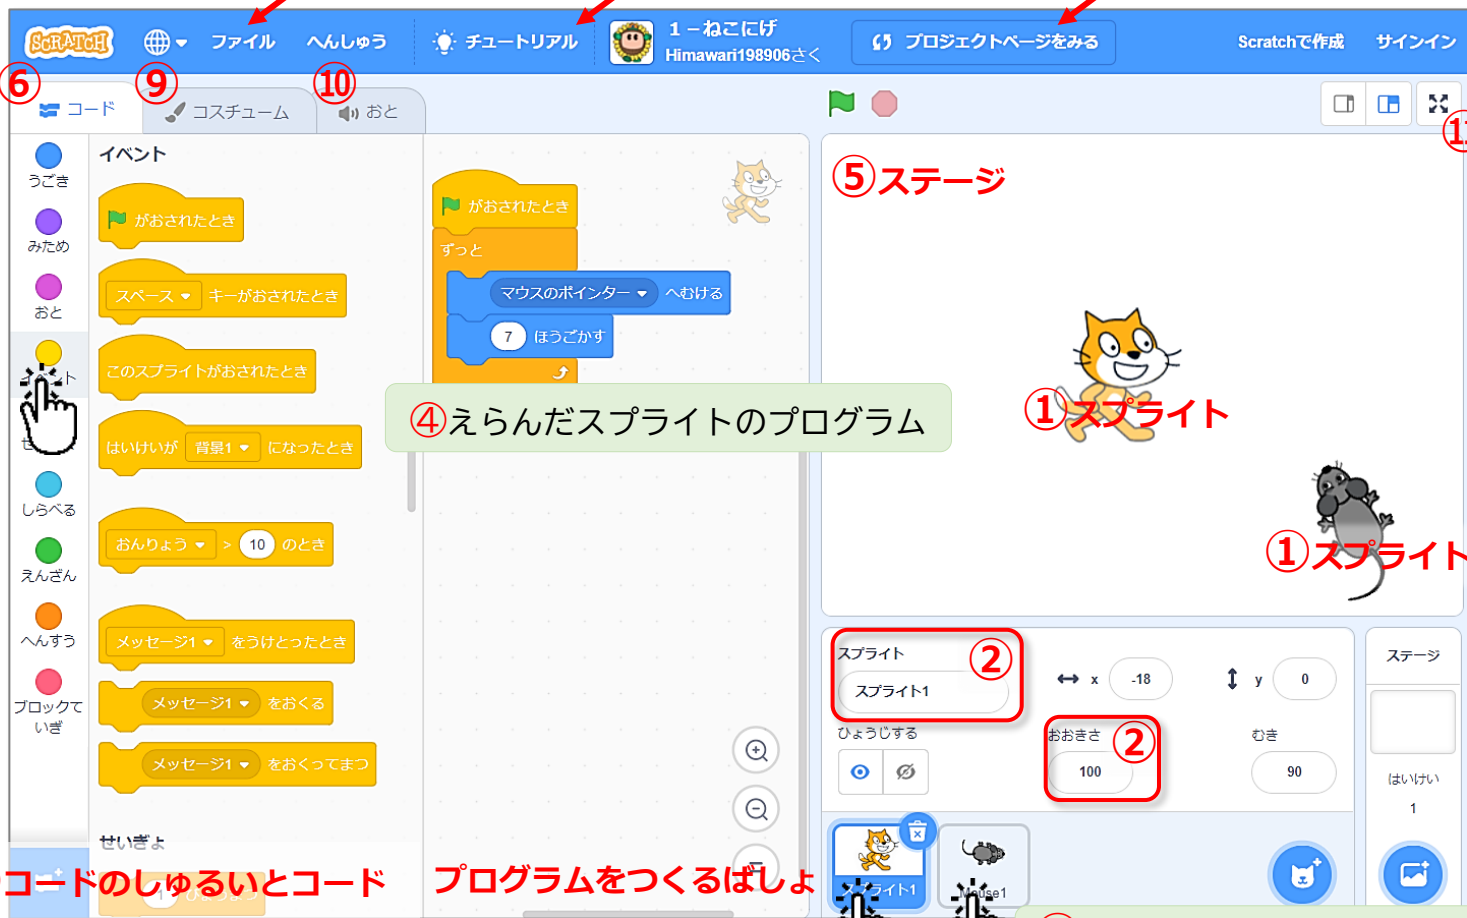 SCRATCH
ファイル
へんしゅう
チュートリアル
1－ねこにげ
Himawari198906さく
プロジェクトページをみる
Scratchで作成
サインイン
⑥
コード
⑨
コスチューム
⑩
おと
うごき
みため
おと
しらべる
えんざん
へんすう
ブロックて
いぎ
イベント
がおされたとき
スペース キーがおされたとき
このスプライトがおされたとき
はいけいが 背景1 になったとき
おんりょう > 10 のとき
メッセージ1 をうけとったとき
メッセージ1 をおくる
メッセージ1 をおくってまつ
せいぎょ
コードのしゅるいとコード
がおされたとき
ずっと
マウスのポインター へむける
7 ほうごかす
④えらんだスプライトのプログラム
プログラムをつくるばしょ
⑤ステージ
①スプライト
①スプライト
スプライト
②
スプライト1
x -18
y 0
ひょうじする
おおきさ
②
100
むき
90
スプライト1
Mouse1
ステージ
はいけい
1